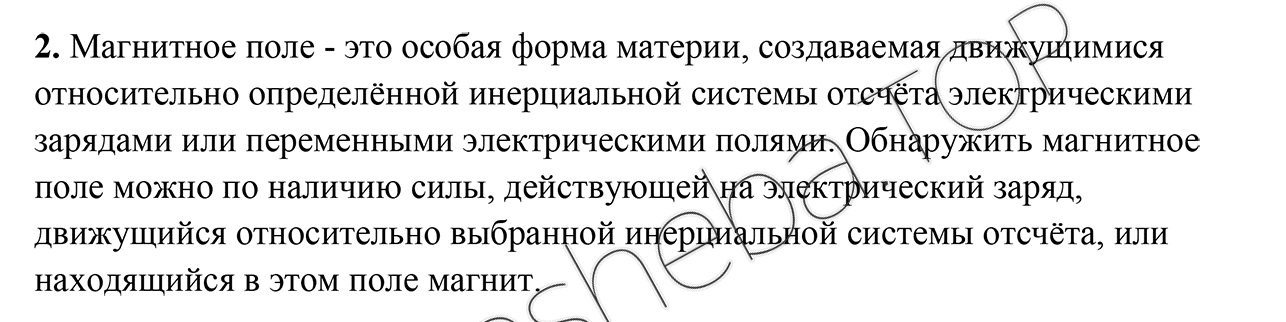 2. Магнитное поле - это особая форма материи, создаваемая движущимися
относительно определённой инерциальной системы отсчёта электрическими
зарядами или переменными электрическими полями. Обнаружить магнитное
поле можно по наличию силы, действующей на электрический заряд,
движущийся относительно выбранной инерциальной системы отсчёта, или
находящийся в этом поле магнит.